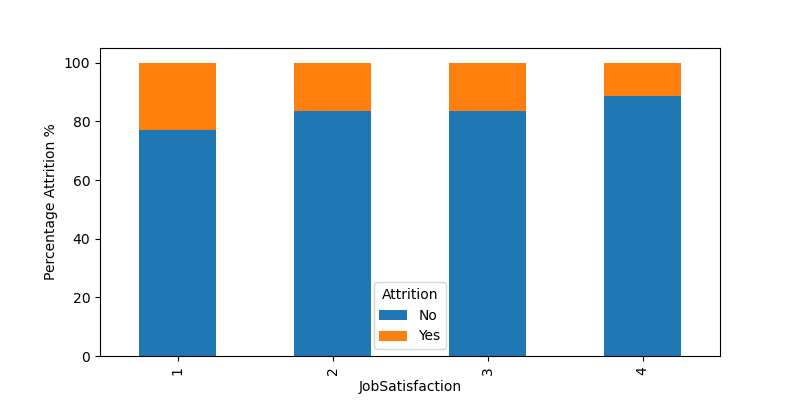 100
80
60
40
20
0
Percentage Attrition %
Attrition
No
Yes
1
2
3
4
JobSatisfaction